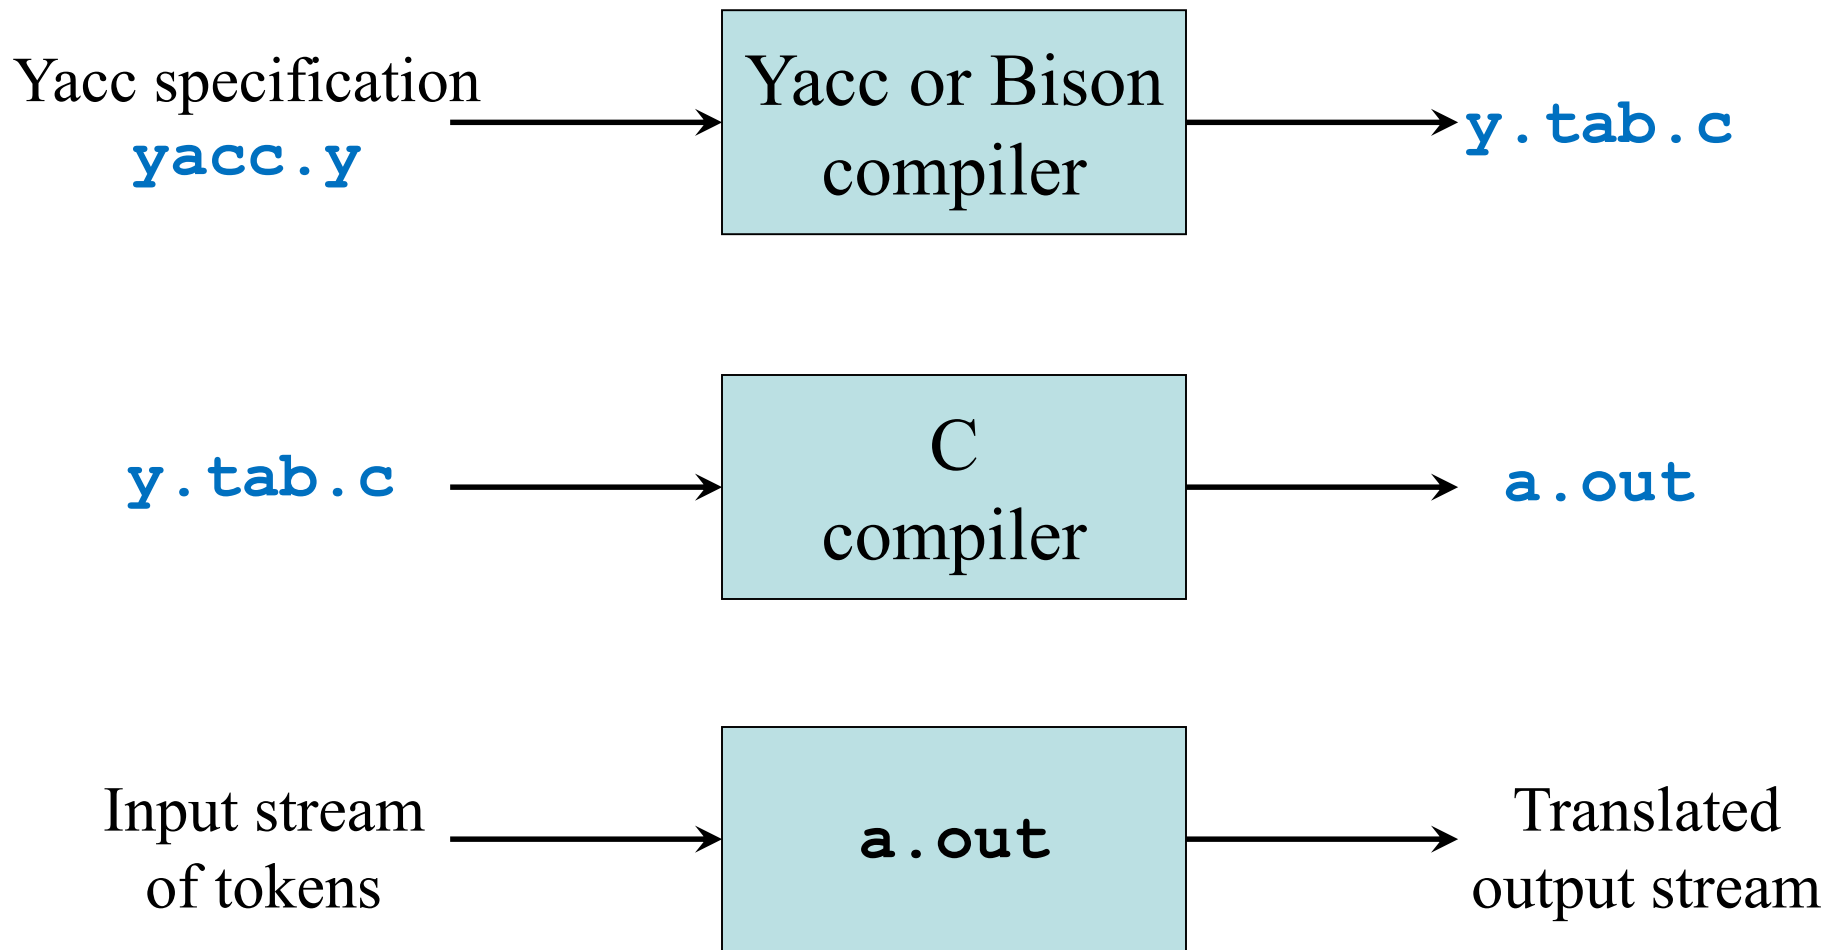 Yacc specification
yacc.y
Yacc or Bison
compiler
y.tab.c
y.tab.c
C
compiler
a.out
Input stream
of tokens
a.out
Translated
output stream